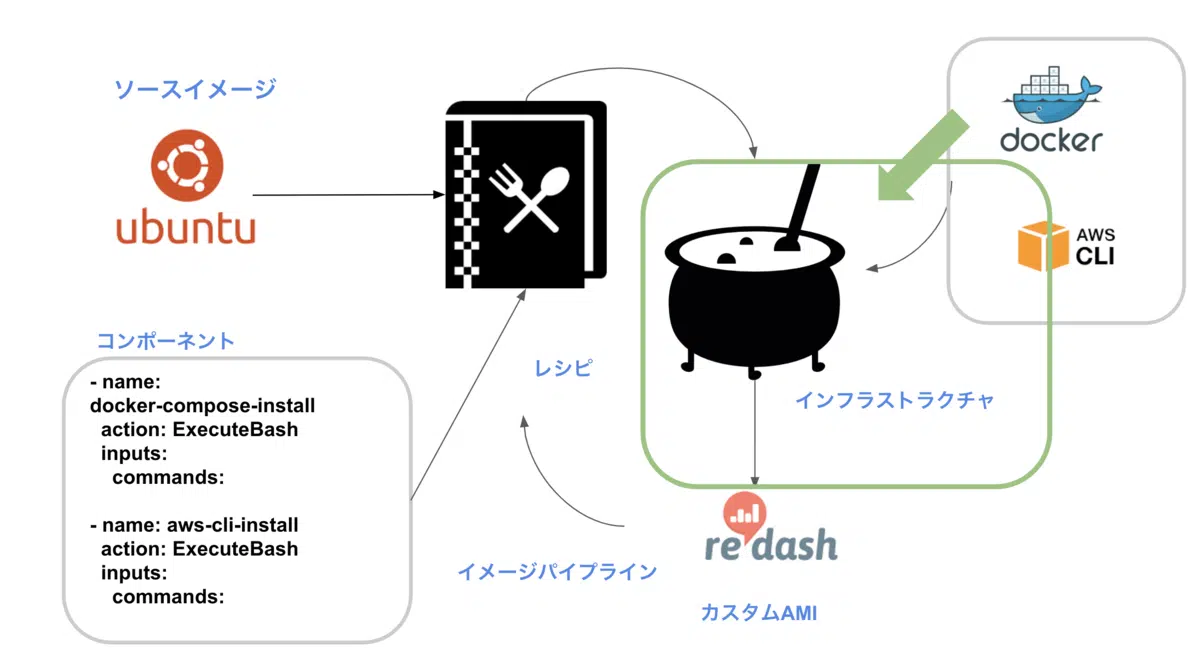 ソースイメージ
ubuntu
docker
AWS
CLI
コンポーネント
- name:
docker-compose-install
action: ExecuteBash
inputs:
commands:
- name: aws-cli-install
action: ExecuteBash
inputs:
commands:
レシピ
インフラストラクチャ
イメージパイプライン
redash
カスタムAMI